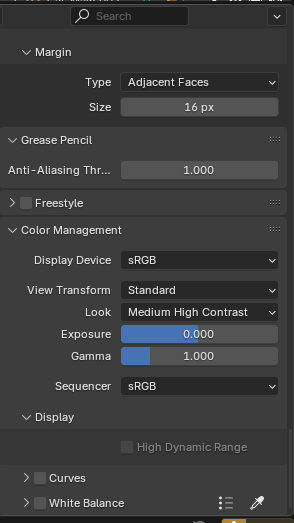 Search
Margin
Type Adjacent Faces
Size 16 px
Grease Pencil
Anti-Aliasing Thr... 1.000
Freestyle
Color Management
Display Device sRGB
View Transform Standard
Look Medium High Contrast
Exposure 0.000
Gamma 1.000
Sequencer sRGB
Display
High Dynamic Range
Curves
White Balance